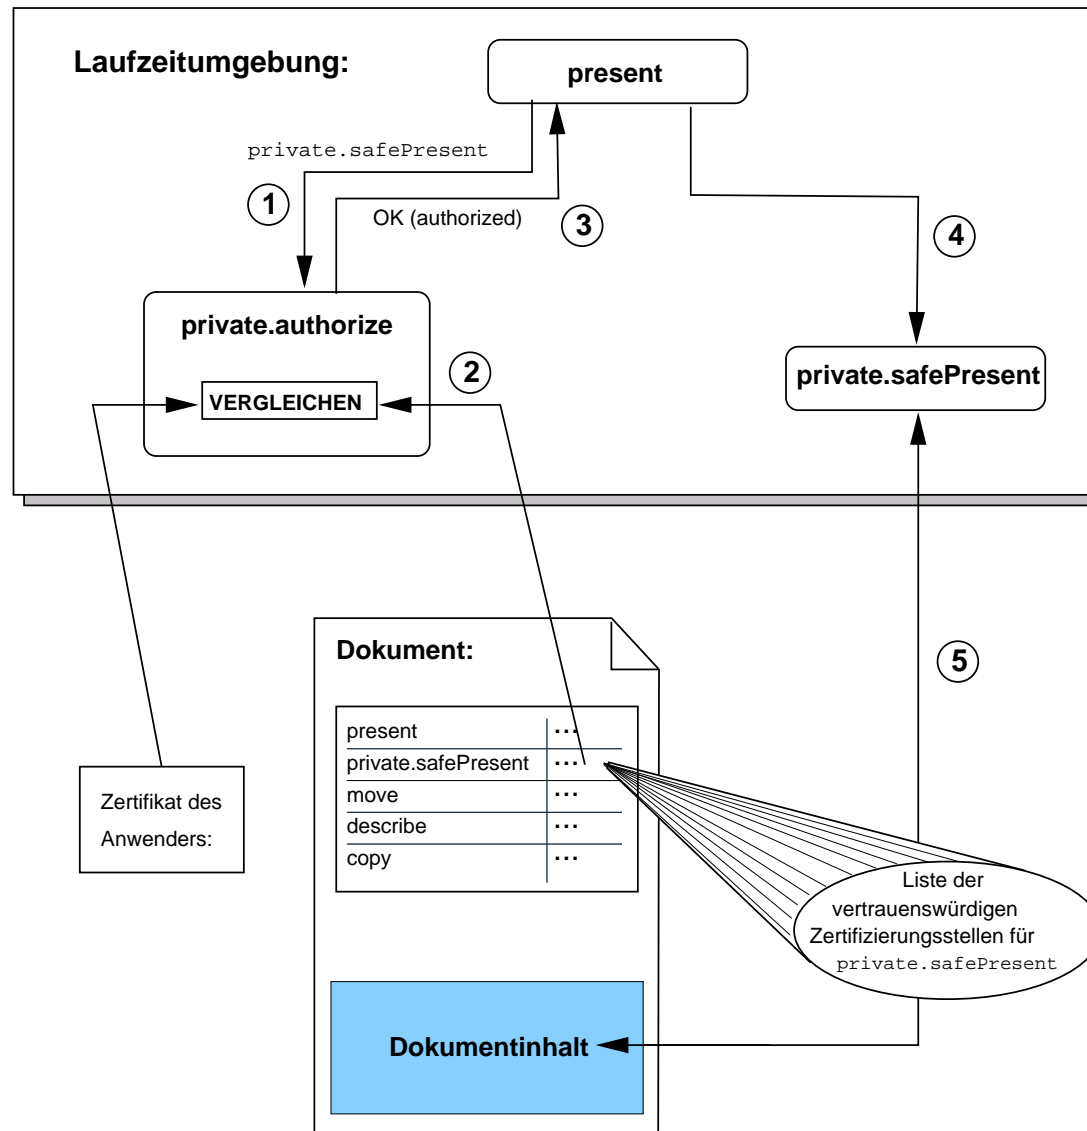 Laufzeitumgebung:
present
private.safePresent
1
OK (authorized)
3
4
private.authorize
2
VERGLEICHEN
private.safePresent
Dokument:
5
present ...
private.safePresent ...
move ...
describe ...
copy ...
Zertifikat des
Anwenders:
Liste der
vertrauenswürdigen
Zertifizierungsstellen für
private.safePresent
Dokumentinhalt